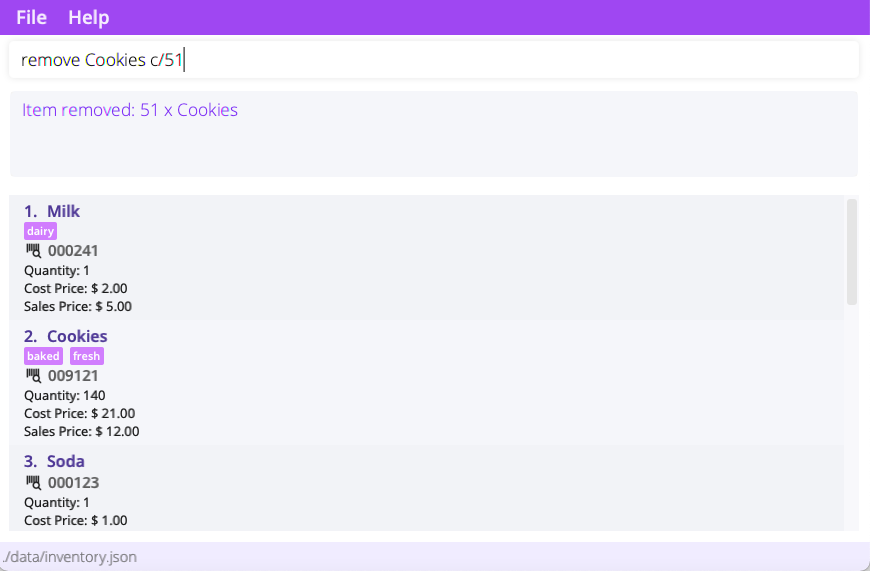 File Help
remove Cookies c/51
Item removed: 51 x Cookies
1. Milk
dairy
000241
Quantity: 1
Cost Price: $ 2.00
Sales Price: $ 5.00
2. Cookies
baked fresh
009121
Quantity: 140
Cost Price: $ 21.00
Sales Price: $ 12.00
3. Soda
000123
Quantity: 1
Cost Price: $ 1.00
./data/inventory.json